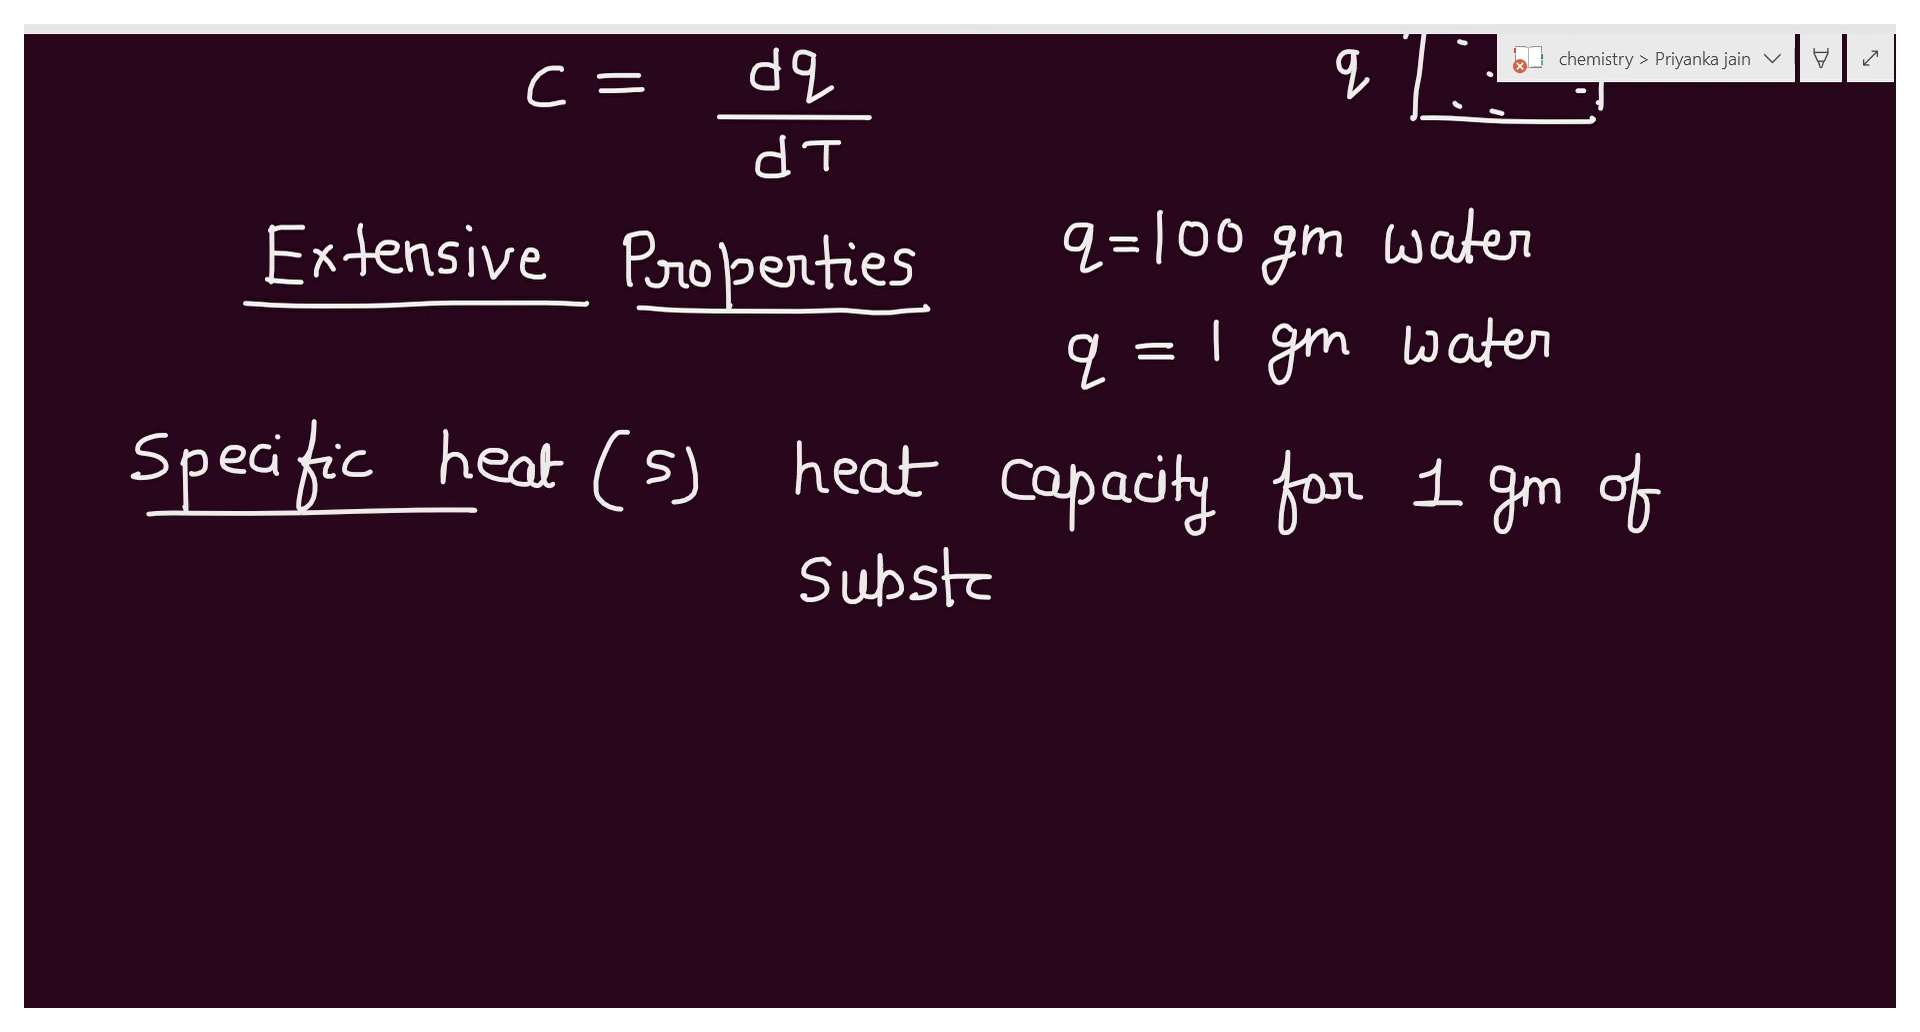 chemistry > Priyanka jain
C = dq
dT
q
Extensive Properties
q = 100 gm water
q = 1 gm water
Specific heat (s) heat capacity for 1 gm of
Substc